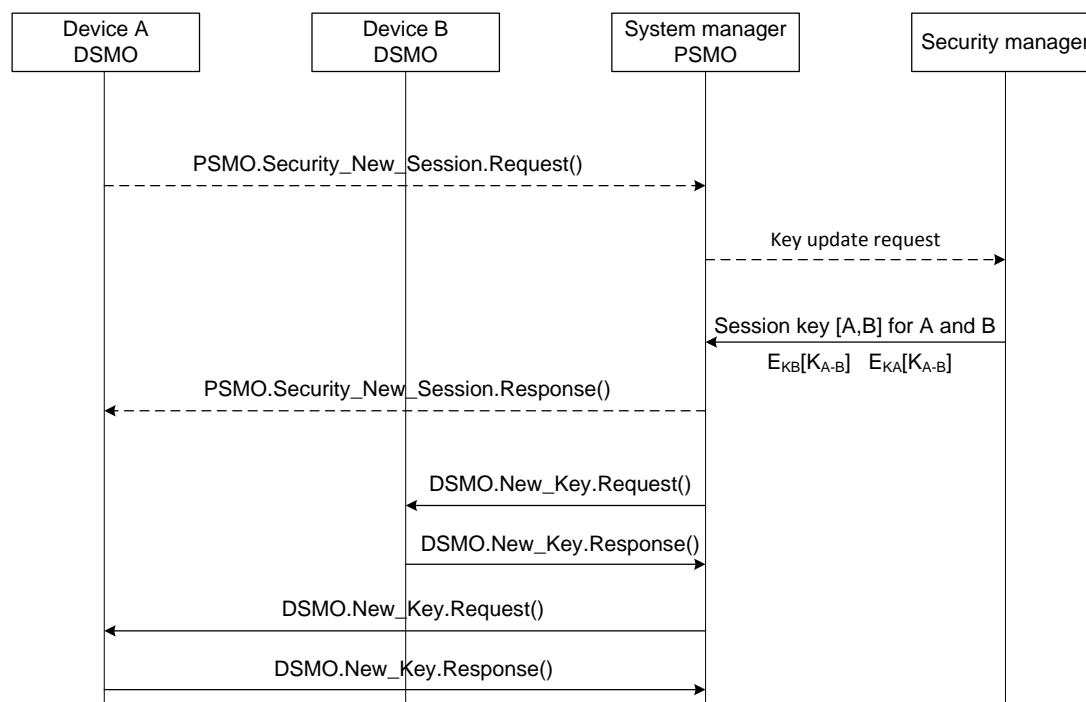 Device A
DSMO
Device B
DSMO
System manager
PSMO
Security manager
PSMO.Security_New_Session.Request()
Key update request
Session key [A,B] for A and B
EKB[KA-B] EKA[KA-B]
PSMO.Security_New_Session.Response()
DSMO.New_Key.Request()
DSMO.New_Key.Response()
DSMO.New_Key.Request()
DSMO.New_Key.Response()